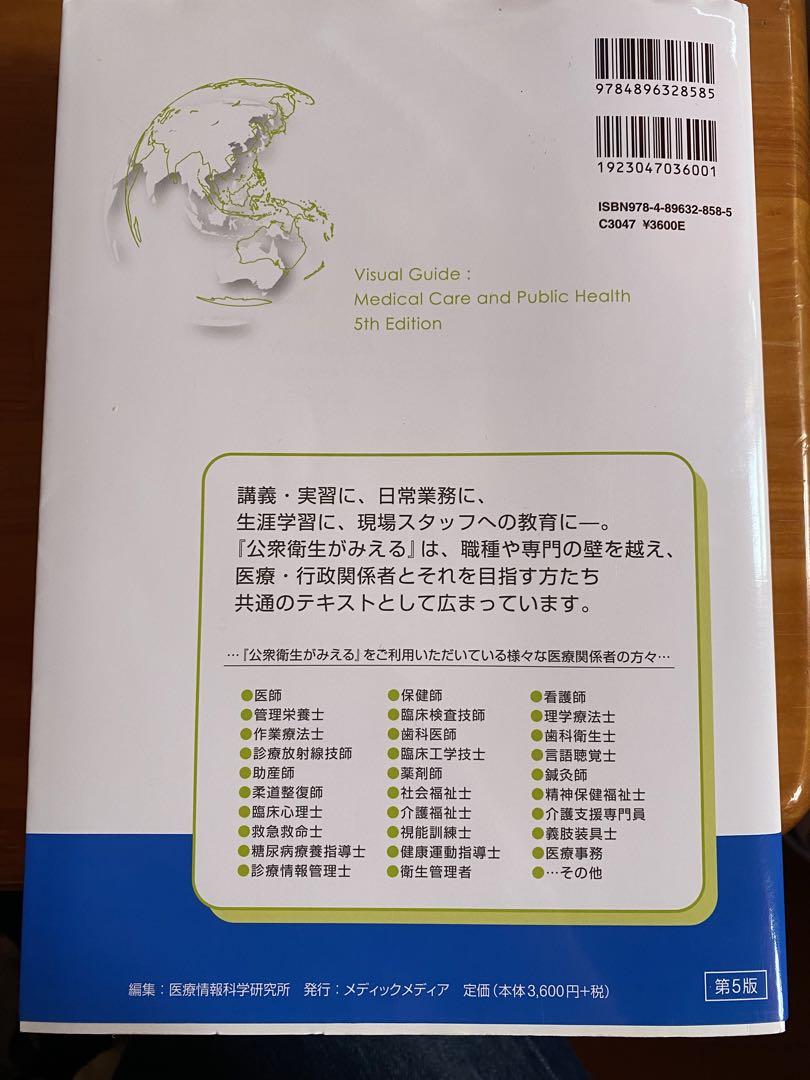 9784896328585
1923047036001
ISBN978-4-89632-858-5
C3047 ¥3600E
Visual Guide :
Medical Care and Public Health
5th Edition
講義・実習に、日常業務に、
生涯学習に、現場スタッフへの教育に―。
『公衆衛生がみえる』は、職種や専門の壁を越え、
医療・行政関係者とそれを目指す方たち
共通のテキストとして広まっています。
…『公衆衛生がみえる』をご利用いただいている様々な医療関係者の方々…
●医師 ●保健師 ●看護師
●管理栄養士 ●臨床検査技師 ●理学療法士
●作業療法士 ●歯科医師 ●歯科衛生士
●診療放射線技師 ●臨床工学技士 ●言語聴覚士
●助産師 ●薬剤師 ●鍼灸師
●柔道整復師 ●社会福祉士 ●精神保健福祉士
●臨床心理士 ●介護福祉士 ●介護支援専門員
●救急救命士 ●視能訓練士 ●義肢装具士
●糖尿病療養指導士 ●健康運動指導士 ●医療事務
●診療情報管理士 ●衛生管理者 ●…その他
編集：医療情報科学研究所 発行：メディックメディア 定価（本体3,600円+税）
第5版